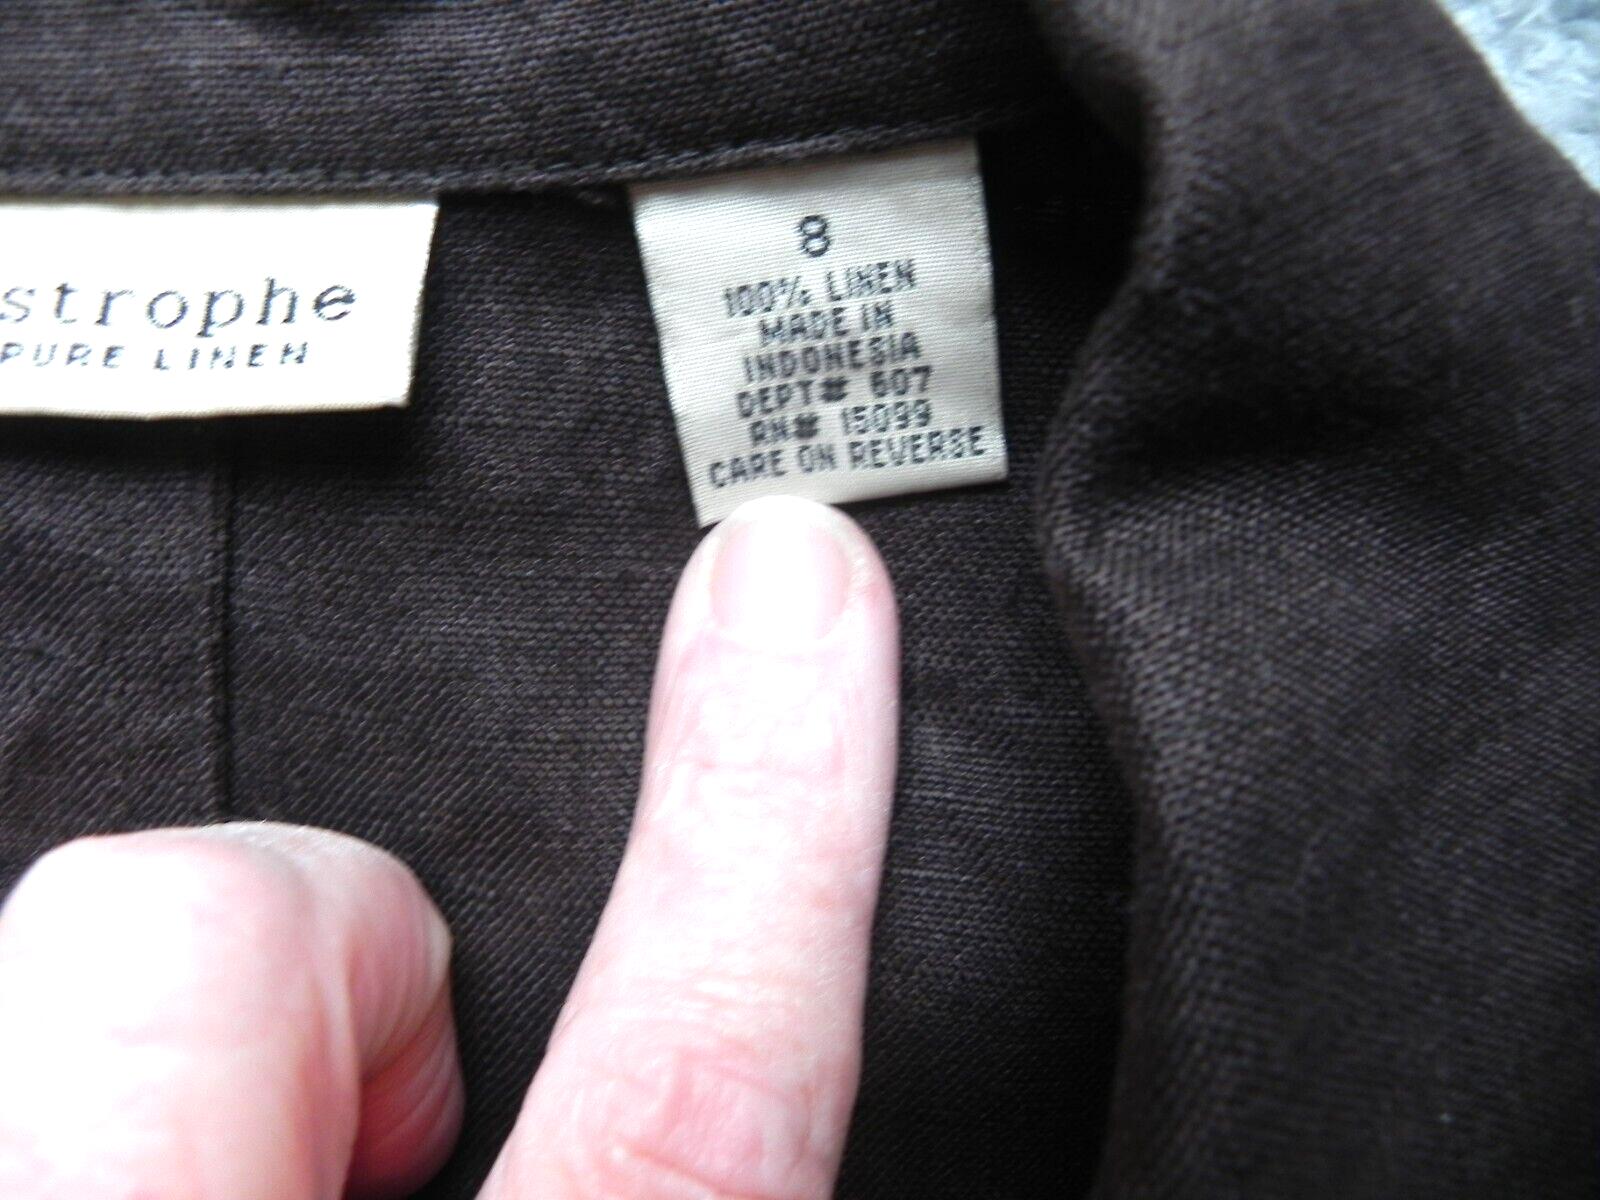 strophe
PURE LINEN
8
100% LINEN
MADE IN
INDONESIA
DEPT# 607
RN# 15099
CARE ON REVERSE